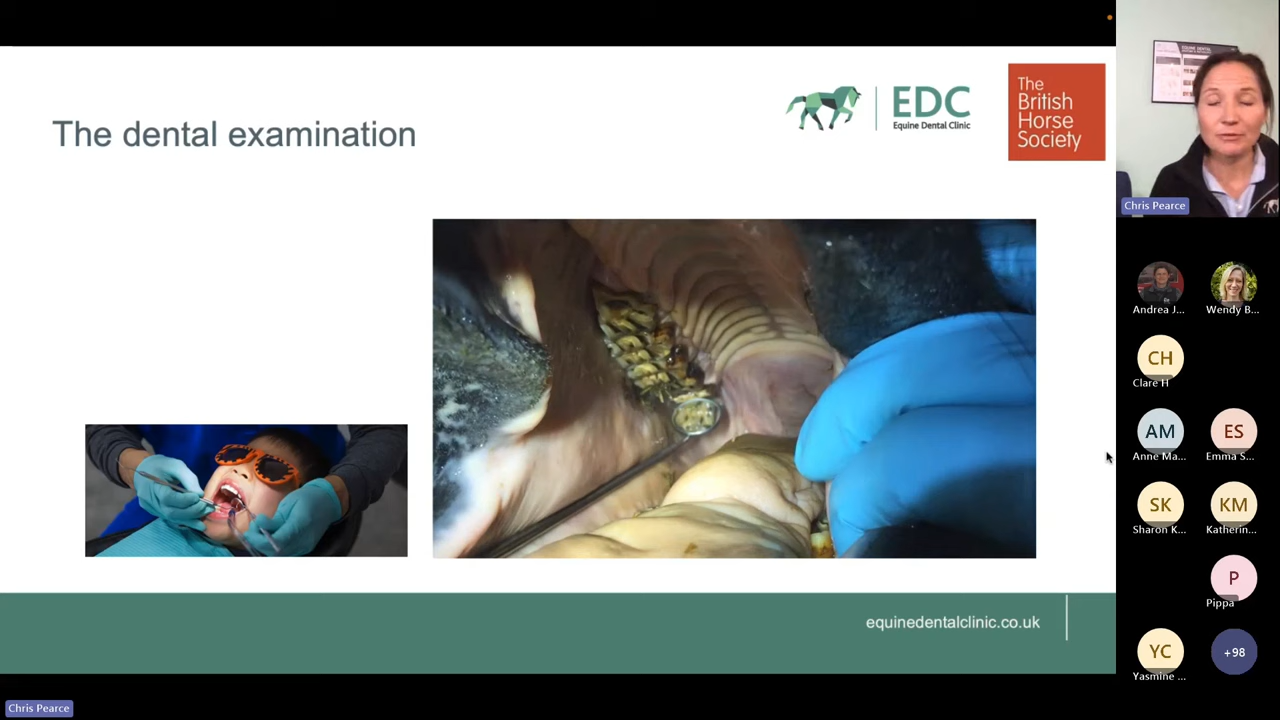 The dental examination
EDC
Equine Dental Clinic
The
British
Horse
Society
equinedentalclinic.co.uk
Chris Pearce
Andrea J...
Wendy B...
CH
Clare H
AM
Anne Ma...
ES
Emma S...
SK
Sharon K...
KM
Katherin...
P
Pippa
YC
Yasmine ...
+98
Chris Pearce